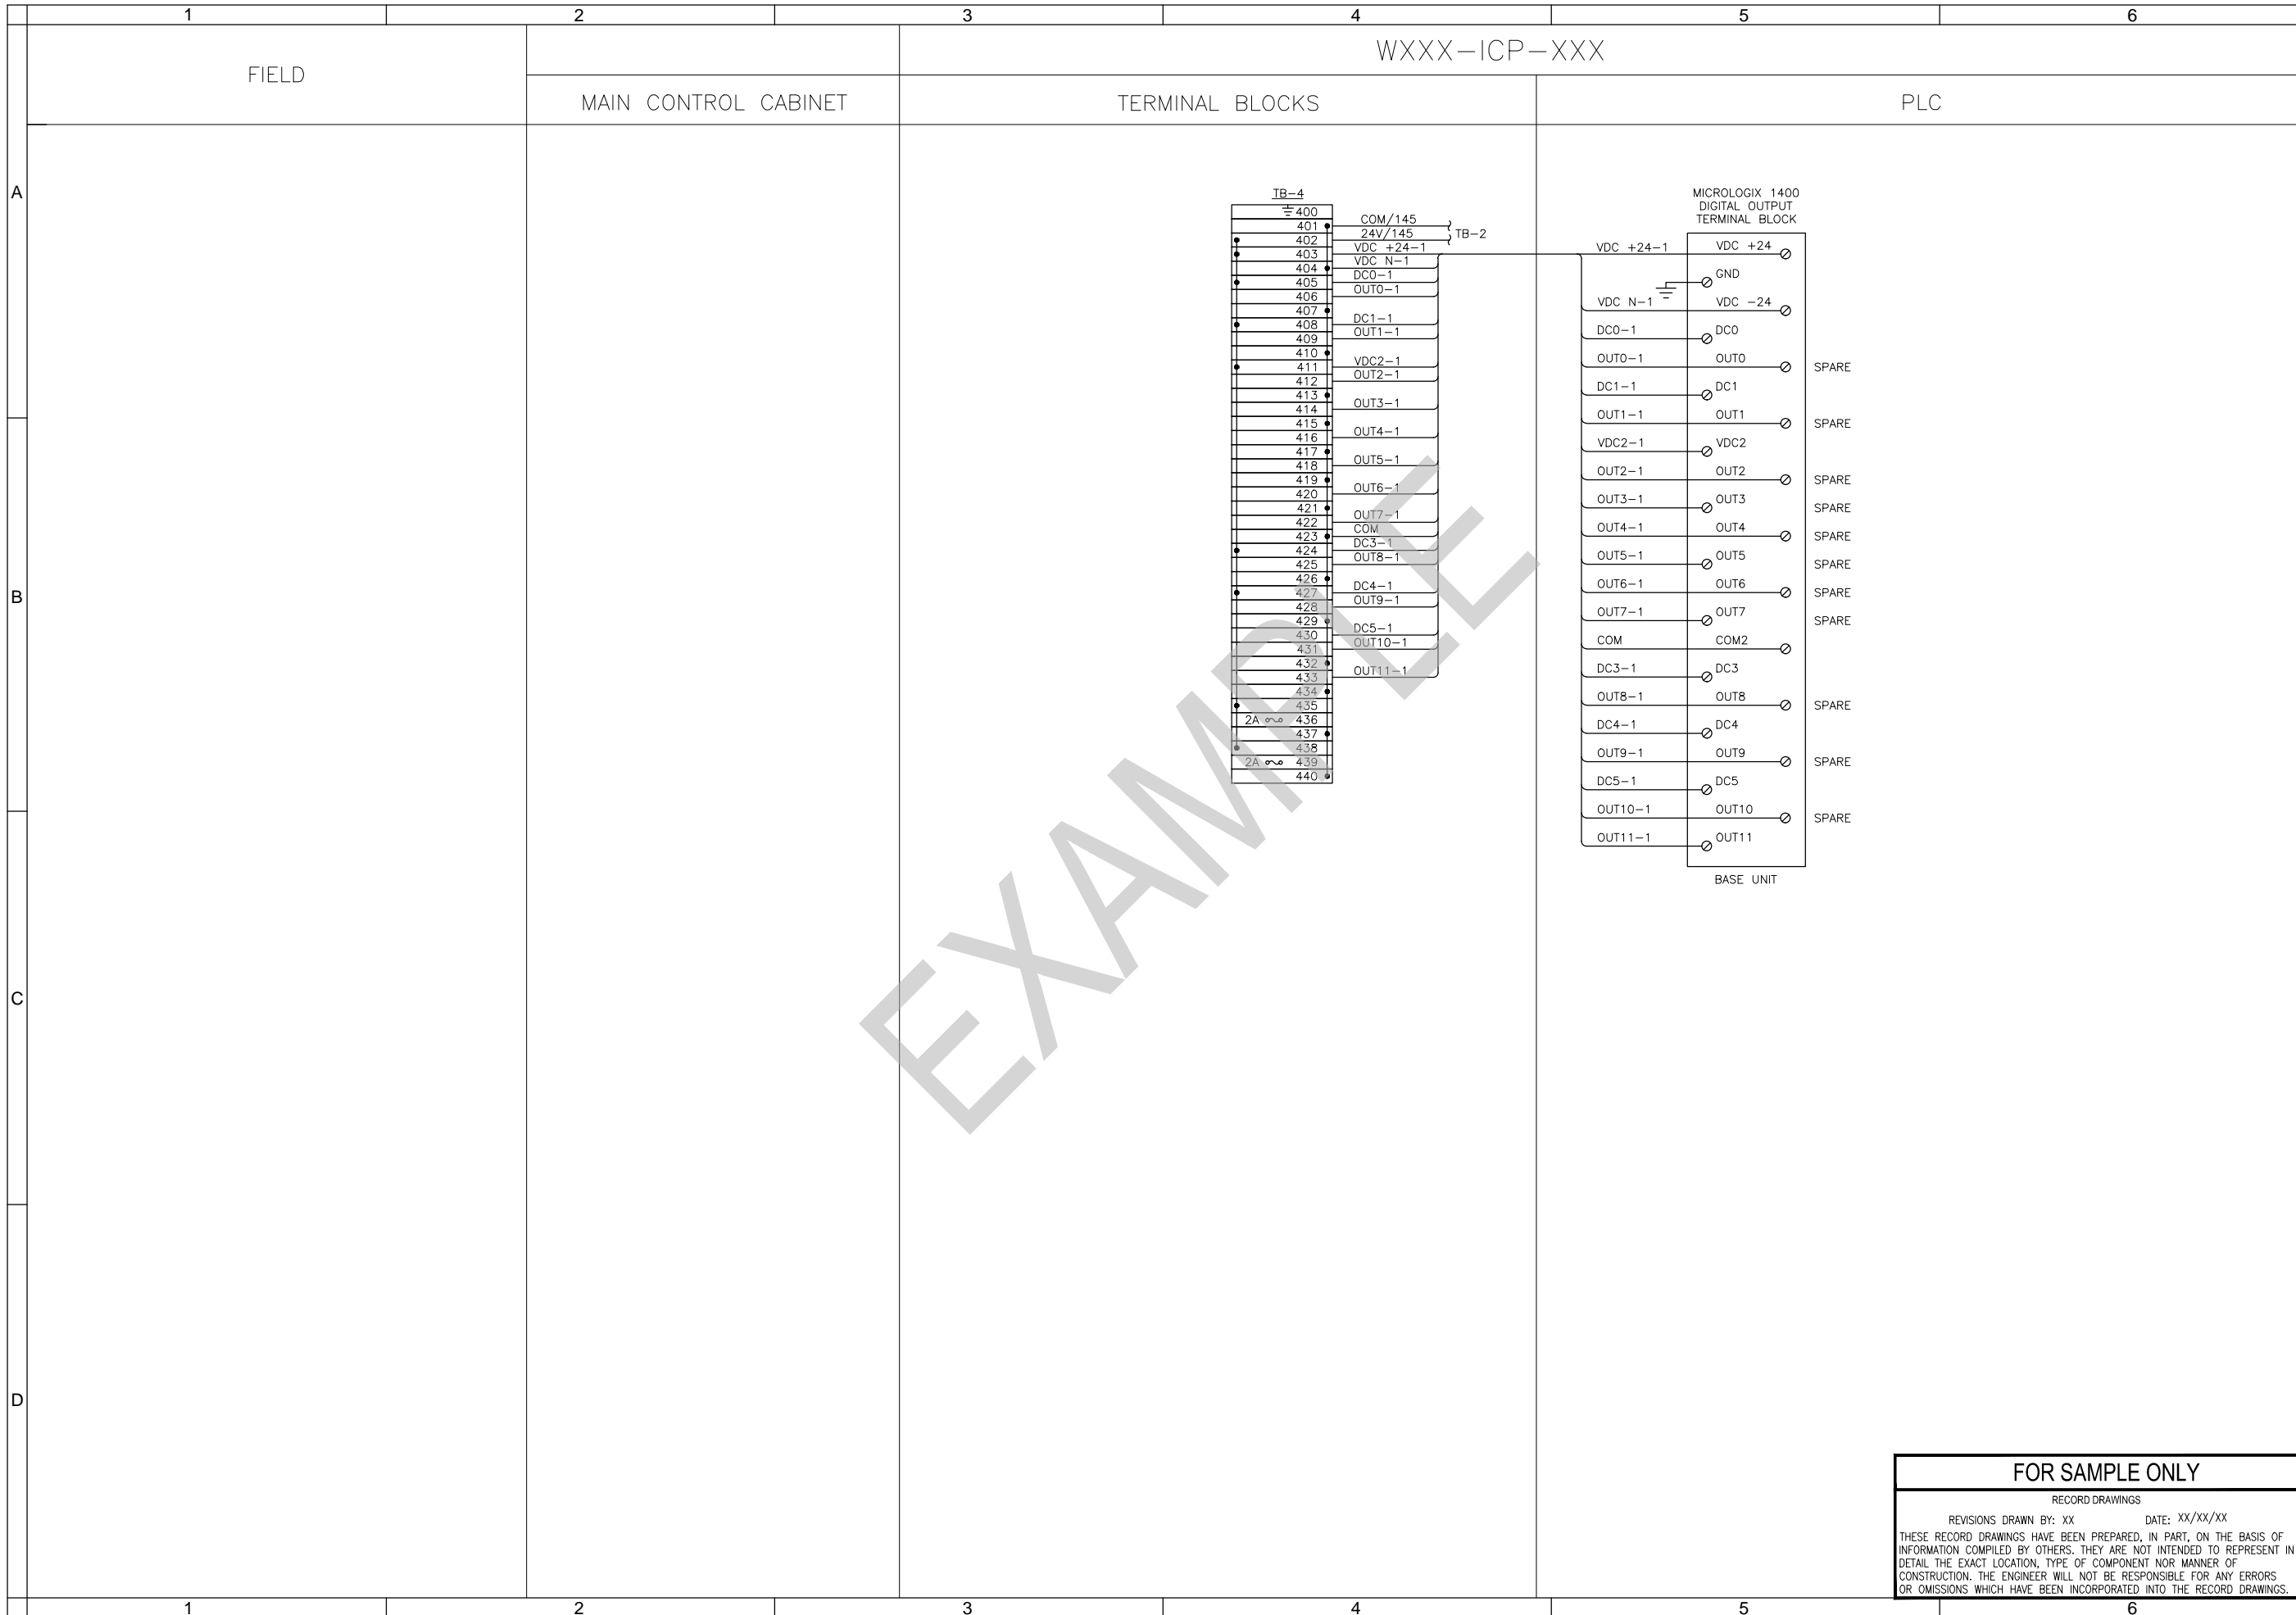 1 2 3 4 5 6
WXXX-ICP-XXX
FIELD
MAIN CONTROL CABINET
TERMINAL BLOCKS
PLC
A
B
C
D
TB-4
400
401 COM/145
402 24V/145
TB-2
403 VDC +24-1
404 VDC N-1
405 DC0-1
406 OUT0-1
407
408 DC1-1
409 OUT1-1
410
411 VDC2-1
412 OUT2-1
413
414 OUT3-1
415
416 OUT4-1
417
418 OUT5-1
419
420 OUT6-1
421
422 OUT7-1
423 COM
424 DC3-1
425 OUT8-1
426
427 DC4-1
428 OUT9-1
429
430 DC5-1
431 OUT10-1
432
433 OUT11-1
434
435
2A 436
437
438
2A 439
440
MICROLOGIX 1400
DIGITAL OUTPUT
TERMINAL BLOCK
VDC +24-1 VDC +24
GND
VDC N-1 VDC -24
DC0-1 DC0
OUT0-1 OUT0 SPARE
DC1-1 DC1
OUT1-1 OUT1 SPARE
VDC2-1 VDC2
OUT2-1 OUT2 SPARE
OUT3-1 OUT3 SPARE
OUT4-1 OUT4 SPARE
OUT5-1 OUT5 SPARE
OUT6-1 OUT6 SPARE
OUT7-1 OUT7 SPARE
COM COM2
DC3-1 DC3
OUT8-1 OUT8 SPARE
DC4-1 DC4
OUT9-1 OUT9 SPARE
DC5-1 DC5
OUT10-1 OUT10 SPARE
OUT11-1 OUT11
BASE UNIT
EXAMPLE
FOR SAMPLE ONLY
RECORD DRAWINGS
REVISIONS DRAWN BY: XX DATE: XX/XX/XX
THESE RECORD DRAWINGS HAVE BEEN PREPARED, IN PART, ON THE BASIS OF
INFORMATION COMPILED BY OTHERS. THEY ARE NOT INTENDED TO REPRESENT IN
DETAIL THE EXACT LOCATION, TYPE OF COMPONENT NOR MANNER OF
CONSTRUCTION. THE ENGINEER WILL NOT BE RESPONSIBLE FOR ANY ERRORS
OR OMISSIONS WHICH HAVE BEEN INCORPORATED INTO THE RECORD DRAWINGS.
1 2 3 4 5 6